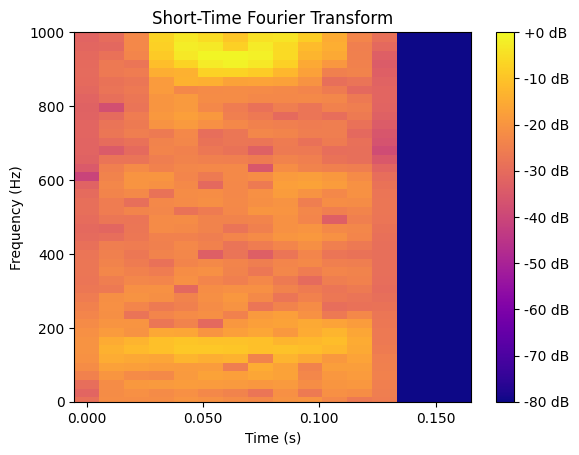 Short-Time Fourier Transform
1000
800
600
400
200
0
Frequency (Hz)
0.000
0.050
0.100
0.150
Time (s)
+0 dB
-10 dB
-20 dB
-30 dB
-40 dB
-50 dB
-60 dB
-70 dB
-80 dB